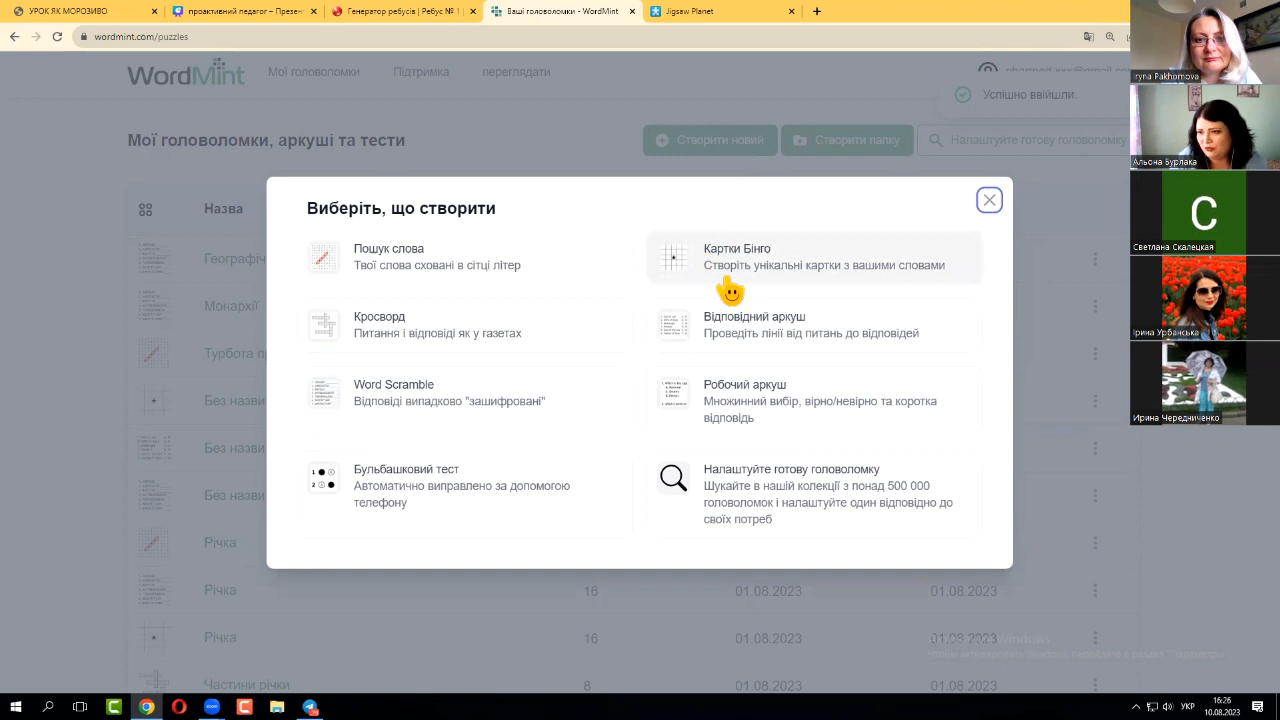 УРОК ЯК МОРОЗИВО
професійний педагог – Презен
Генератор ребусів | Ребус № 1
Ваші головоломки - WordMint
Jigsaw Planet
wordmint.com/puzzles
WordMint
Мої головоломки
Підтримка
переглядати
Успішно ввійшли.
Мої головоломки, аркуші та тести
Створити новий
Створити папку
Налаштуйте готову головоломку
Назва
Виберіть, що створити
Пошук слова
Твої слова сховані в сітці літер
Картки Бінго
Створіть унікальні картки з вашими словами
Кросворд
Питання і відповіді як у газетах
Відповідний аркуш
Проведіть лінії від питань до відповідей
Word Scramble
Відповіді випадково "зашифровані"
Робочий аркуш
Множинний вибір, вірно/невірно та коротка
відповідь
Бульбашковий тест
Автоматично виправлено за допомогою
телефону
Налаштуйте готову головоломку
Шукайте в нашій колекції з понад 500 000
головоломок і налаштуйте один відповідно до
своїх потреб
Географіч
Монархії
Турбота пр
Без назви
Без назви
Без назви
Річка
Річка
16
01.08.2023
01.08.2023
Річка
16
01.08.2023
01.08.2023
Частини річки
8
01.08.2023
01.08.2023
Iryna Pakhomova
Альона Бурлака
С
Светлана Скалецкая
Ірина Урбанська
Ирина Чередниченко
УКР
16:26
10.08.2023